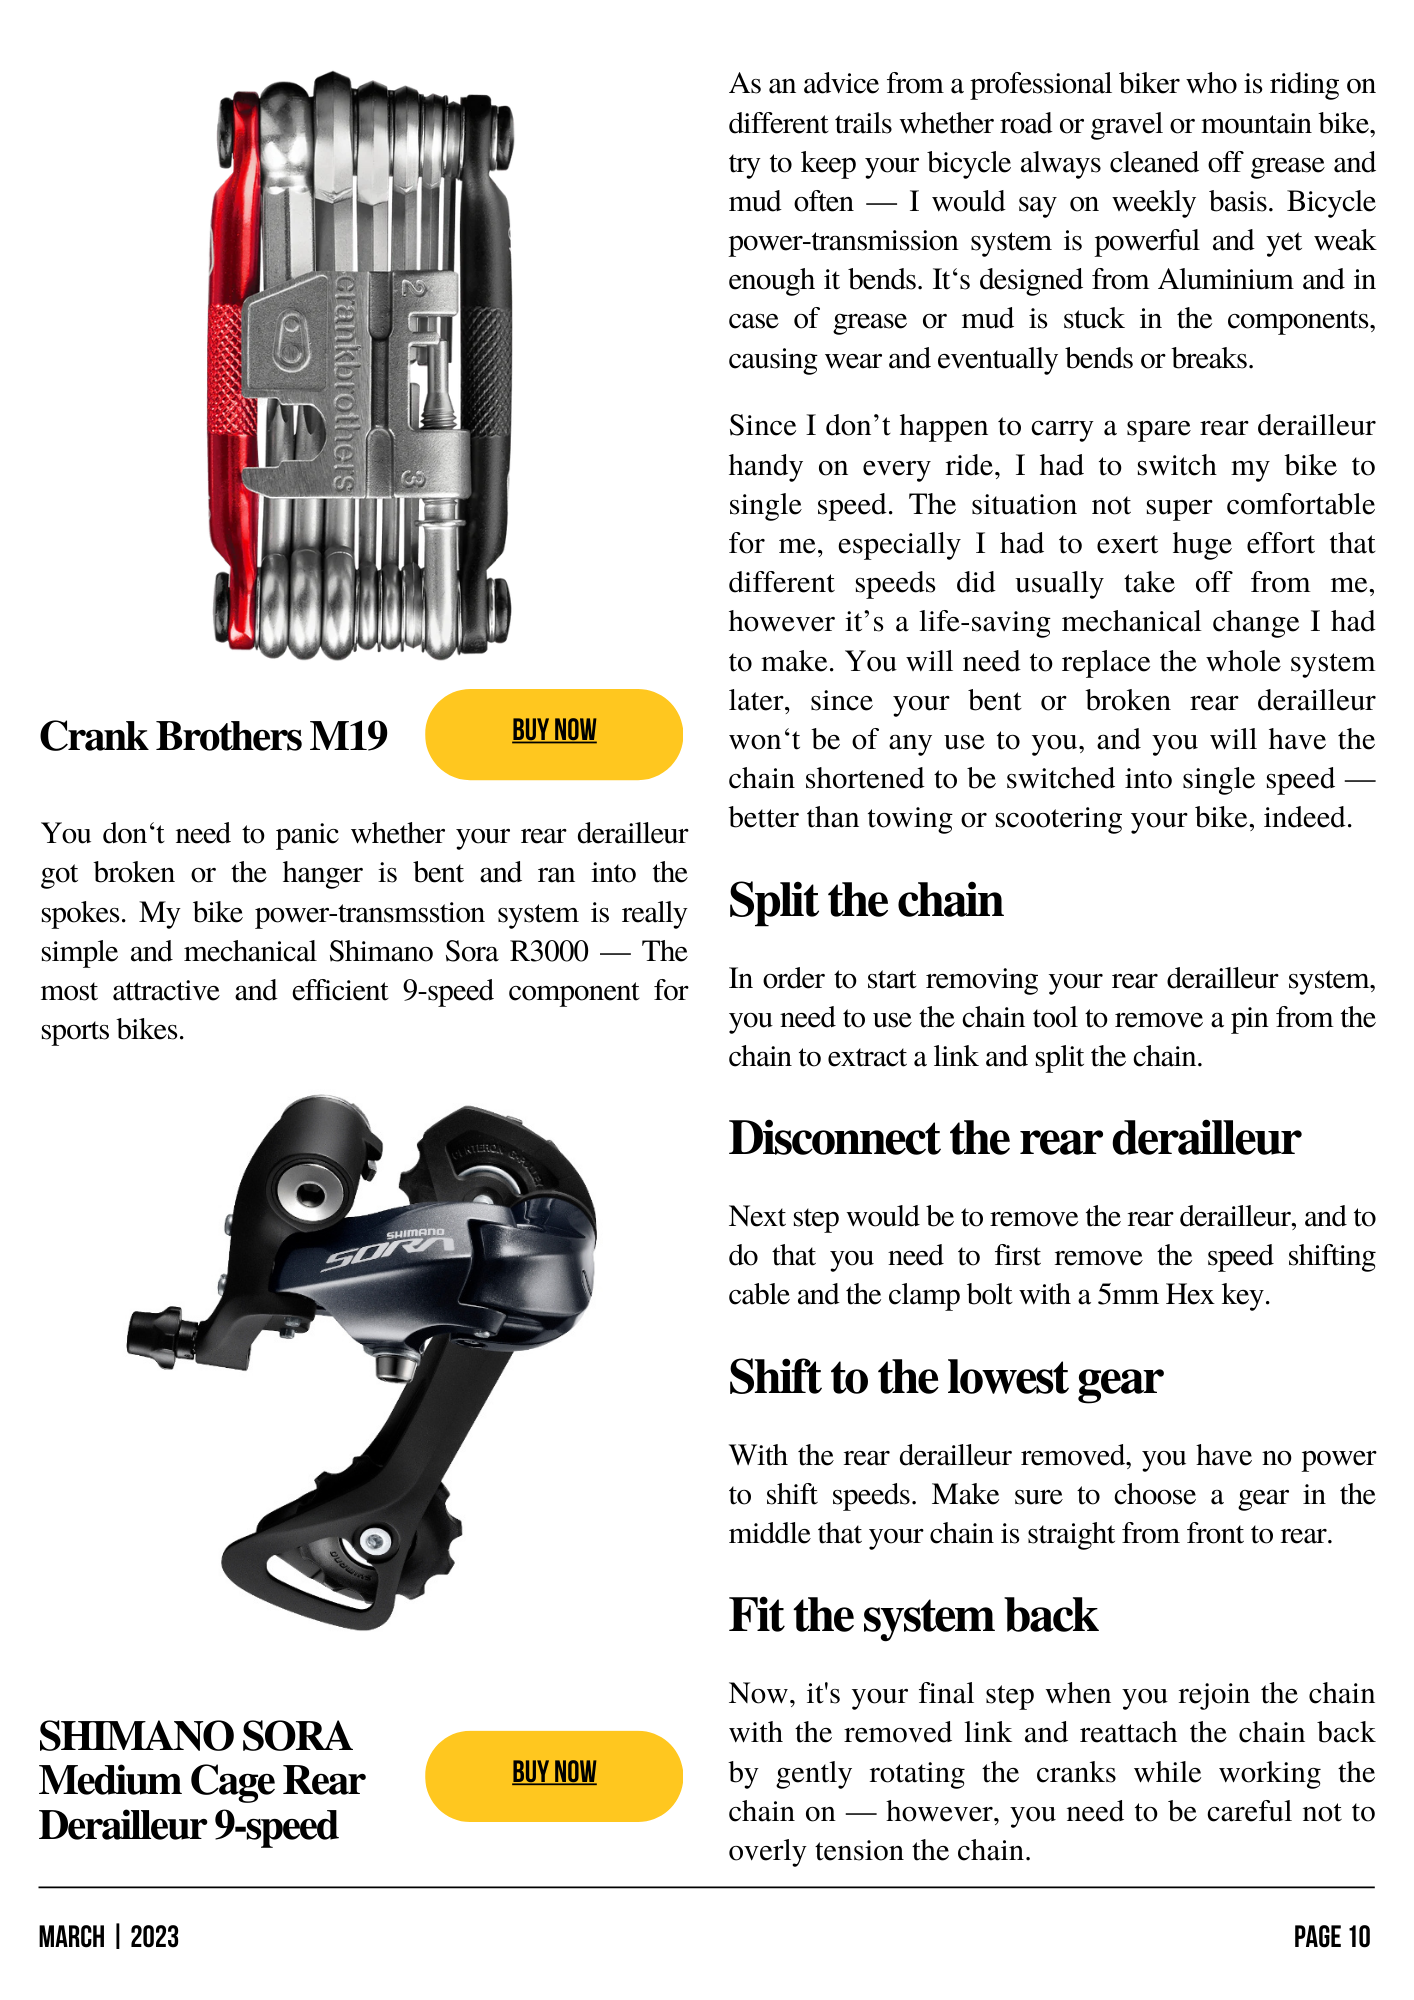 crankbrothers
2
3
Crank Brothers M19
BUY NOW
You don‘t need to panic whether your rear derailleur
got broken or the hanger is bent and ran into the
spokes. My bike power-transmsstion system is really
simple and mechanical Shimano Sora R3000 — The
most attractive and efficient 9-speed component for
sports bikes.
SHIMANO
SORA
SHIMANO
SHIMANO SORA
Medium Cage Rear
Derailleur 9-speed
BUY NOW
As an advice from a professional biker who is riding on
different trails whether road or gravel or mountain bike,
try to keep your bicycle always cleaned off grease and
mud often — I would say on weekly basis. Bicycle
power-transmission system is powerful and yet weak
enough it bends. It‘s designed from Aluminium and in
case of grease or mud is stuck in the components,
causing wear and eventually bends or breaks.
Since I don’t happen to carry a spare rear derailleur
handy on every ride, I had to switch my bike to
single speed. The situation not super comfortable
for me, especially I had to exert huge effort that
different speeds did usually take off from me,
however it’s a life-saving mechanical change I had
to make. You will need to replace the whole system
later, since your bent or broken rear derailleur
won‘t be of any use to you, and you will have the
chain shortened to be switched into single speed —
better than towing or scootering your bike, indeed.
Split the chain
In order to start removing your rear derailleur system,
you need to use the chain tool to remove a pin from the
chain to extract a link and split the chain.
Disconnect the rear derailleur
Next step would be to remove the rear derailleur, and to
do that you need to first remove the speed shifting
cable and the clamp bolt with a 5mm Hex key.
Shift to the lowest gear
With the rear derailleur removed, you have no power
to shift speeds. Make sure to choose a gear in the
middle that your chain is straight from front to rear.
Fit the system back
Now, it's your final step when you rejoin the chain
with the removed link and reattach the chain back
by gently rotating the cranks while working the
chain on — however, you need to be careful not to
overly tension the chain.
MARCH | 2023
PAGE 10